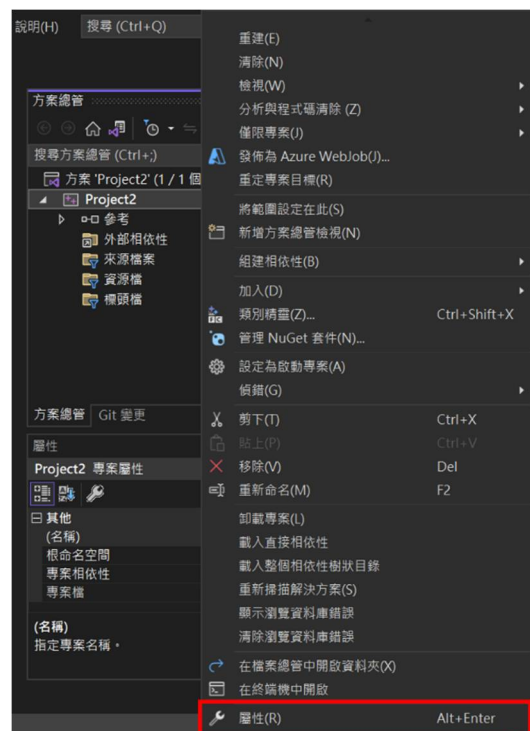 說明(H)
搜尋 (Ctrl+Q)
方案總管
搜尋方案總管 (Ctrl+;)
方案 'Project2' (1 / 1 個
Project2
參考
外部相依性
來源檔案
資源檔
標頭檔
方案總管 Git 變更
屬性
Project2 專案屬性
其他
(名稱)
根命名空間
專案相依性
專案檔
(名稱)
指定專案名稱。
重建(E)
清除(N)
檢視(W)
分析與程式碼清除 (Z)
僅限專案(J)
發佈為 Azure WebJob(J)...
重定專案目標(R)
將範圍設定在此(S)
新增方案總管檢視(N)
組建相依性(B)
加入(D)
類別精靈(Z)... Ctrl+Shift+X
管理 NuGet 套件(N)...
設定為啟動專案(A)
偵錯(G)
剪下(T) Ctrl+X
貼上(P) Ctrl+V
移除(V) Del
重新命名(M) F2
卸載專案(L)
載入直接相依性
載入整個相依性樹狀目錄
重新掃描解決方案(S)
顯示瀏覽資料庫錯誤
清除瀏覽資料庫錯誤
在檔案總管中開啟資料夾(X)
在終端機中開啟
屬性(R) Alt+Enter